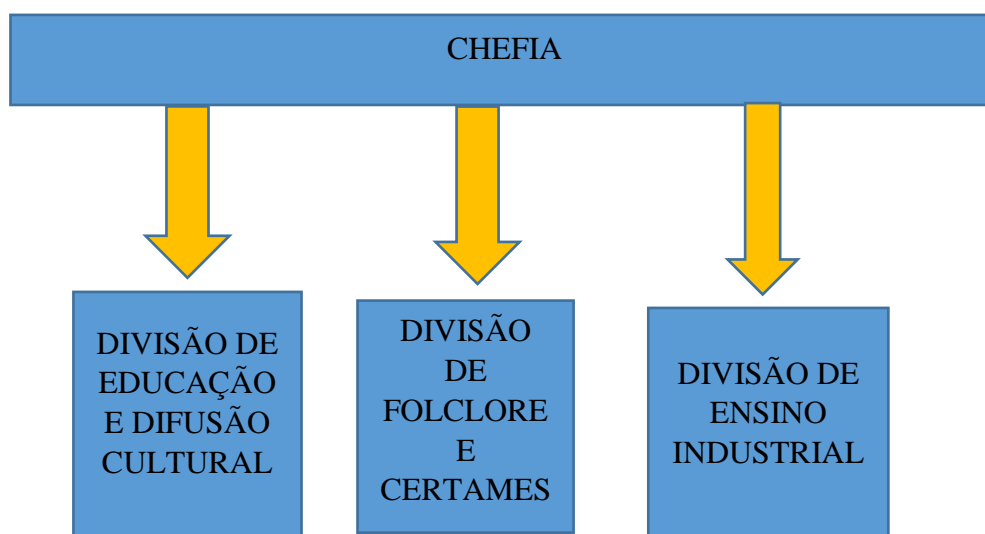 CHEFIA
DIVISÃO DE
EDUCAÇÃO
E DIFUSÃO
CULTURAL
DIVISÃO
DE
FOLCLORE
E
CERTAMES
DIVISÃO DE
ENSINO
INDUSTRIAL